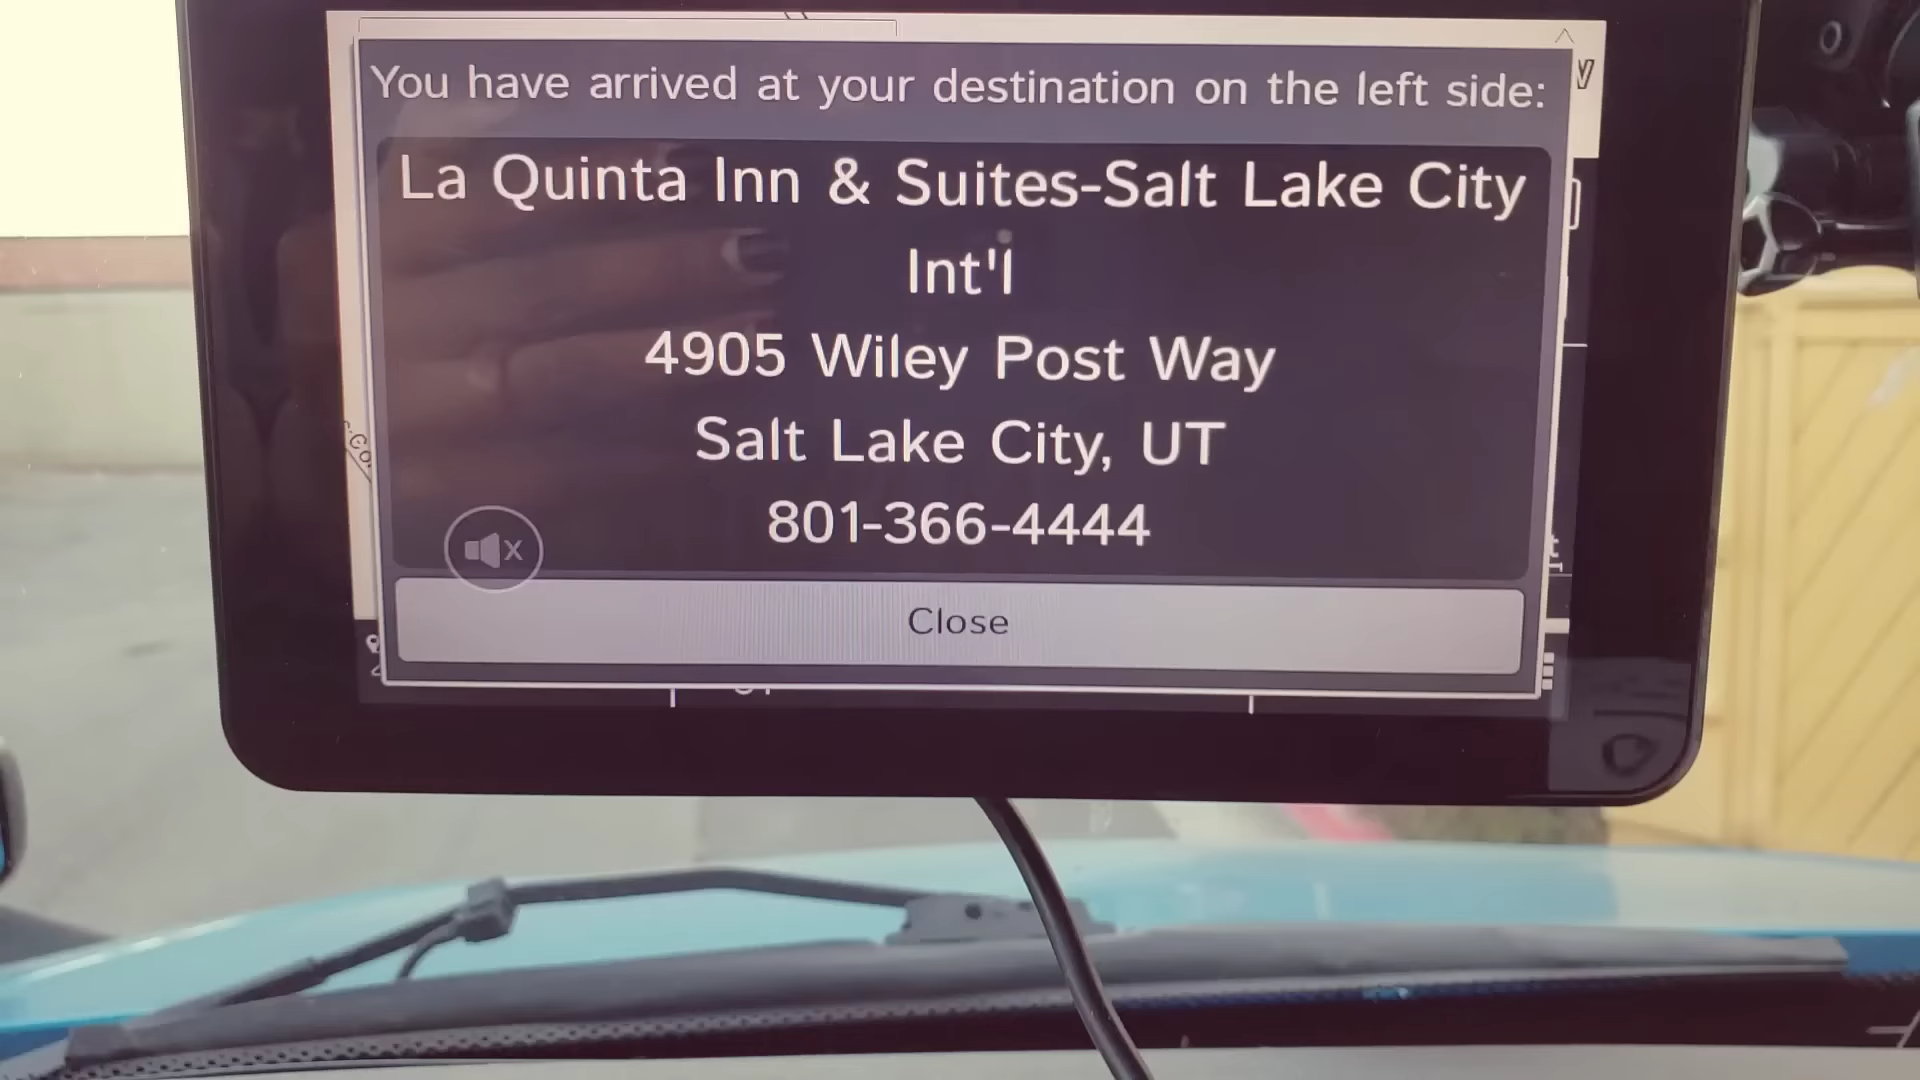 You have arrived at your destination on the left side:
La Quinta Inn & Suites-Salt Lake City
Int'l
4905 Wiley Post Way
Salt Lake City, UT
801-366-4444
Close